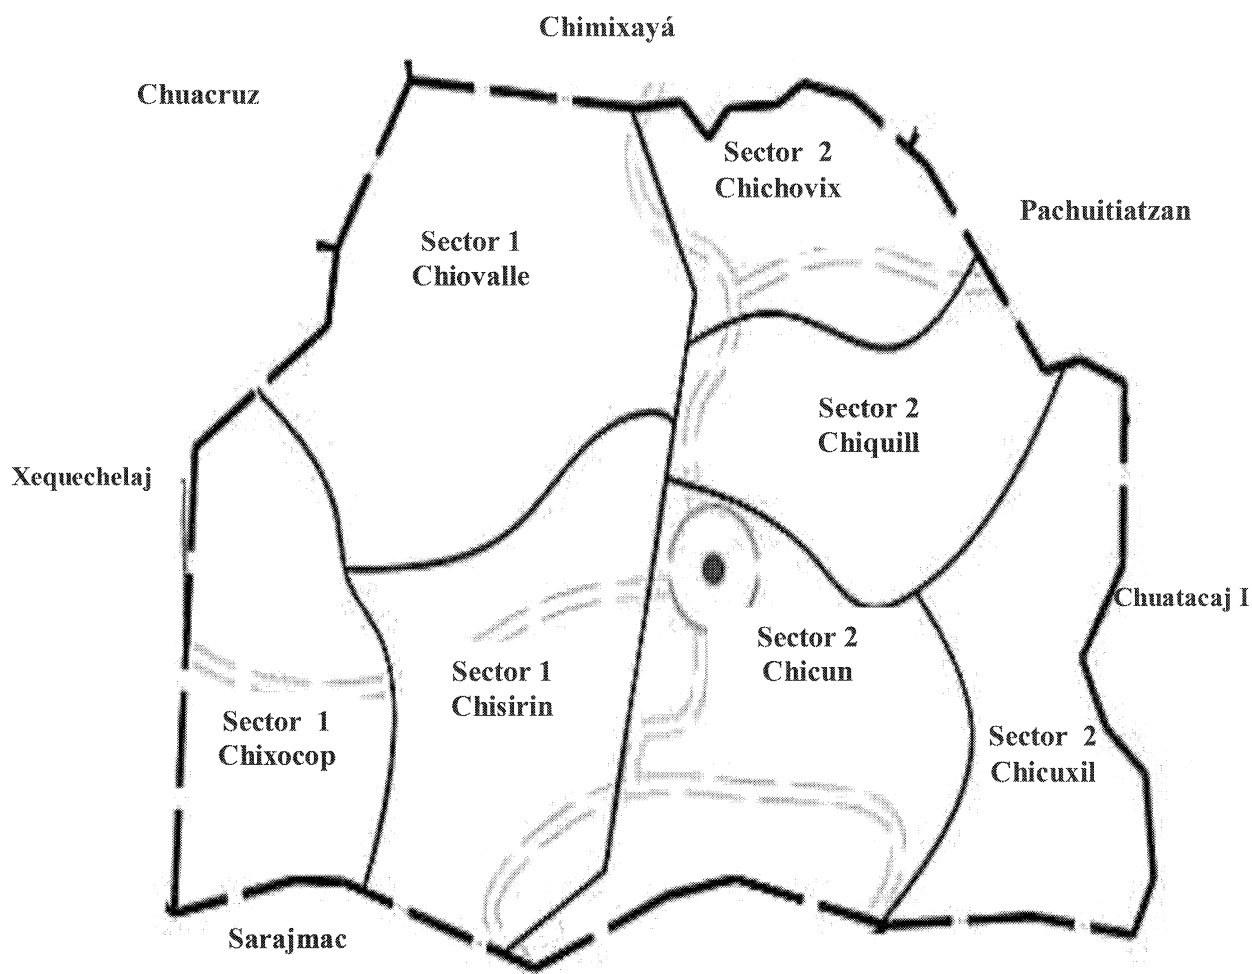 Chimixayá
Chuacruz
Sector 2
Chichovix
Pachuitiatzan
Sector 1
Chiovalle
Sector 2
Chiquill
Xequechelaj
Chuatacaj I
Sector 2
Chicun
Sector 1
Chisirin
Sector 1
Chixocop
Sector 2
Chicuxil
Sarajmac